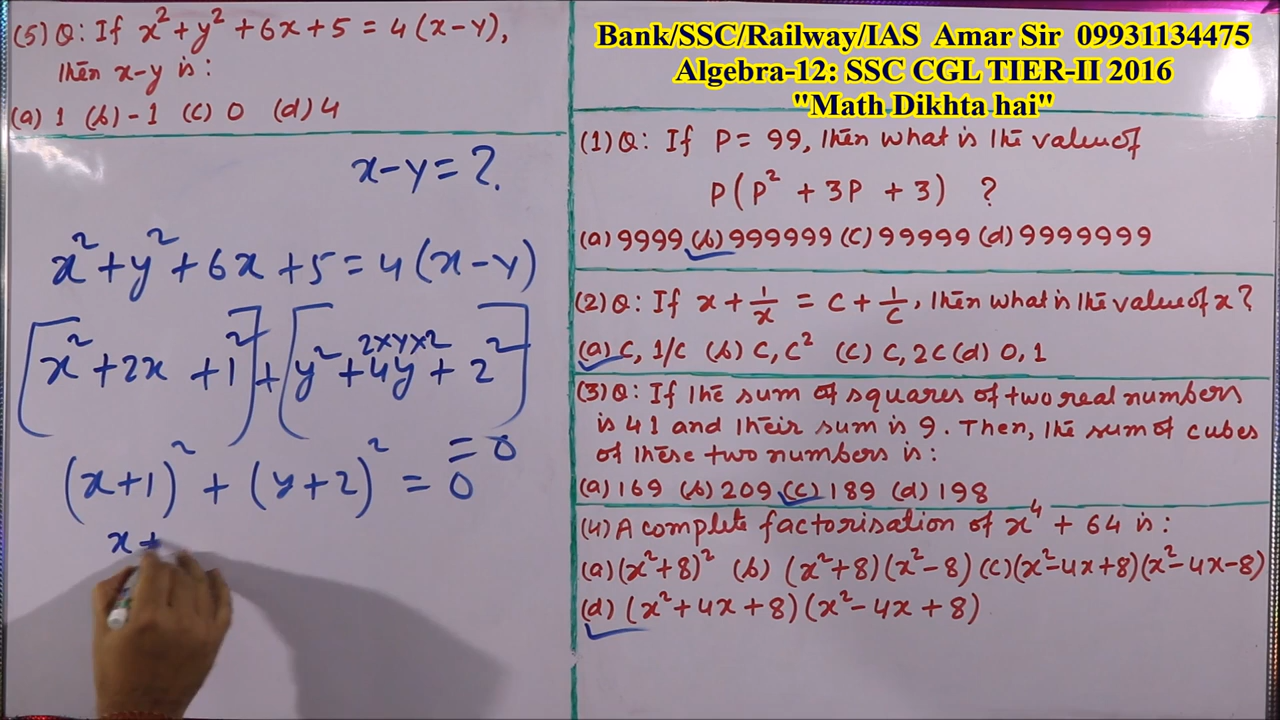 (5) Q: If x² + y² + 6x + 5 = 4 (x - y),
then x-y is :
(a) 1 (b) -1 (c) 0 (d) 4
x - y = ?
x² + y² + 6x + 5 = 4 (x - y)
2xyx2
[x² + 2x + 1²] + [y² + 4y + 2²]
= 0
(x+1)² + (y+2)² = 0
x +
Bank/SSC/Railway/IAS Amar Sir 09931134475
Algebra-12: SSC CGL TIER-II 2016
"Math Dikhta hai"
(1) Q: If P = 99, then what is the value of
P(P² + 3P + 3) ?
(a) 9999 (b) 999999 (c) 99999 (d) 9999999
(2) Q: If x + 1/x = C + 1/C, then what is the value of x?
(a) C, 1/C (b) C, C² (c) C, 2C (d) 0, 1
(3) Q: If the sum of squares of two real numbers
is 41 and their sum is 9. Then, the sum of cubes
of these two numbers is :
(a) 169 (b) 209 (c) 189 (d) 198
(4) A complete factorisation of x⁴ + 64 is :
(a) (x²+8)² (b) (x²+8)(x²-8) (c) (x²-4x+8)(x²-4x-8)
(d) (x²+4x+8)(x²-4x+8)